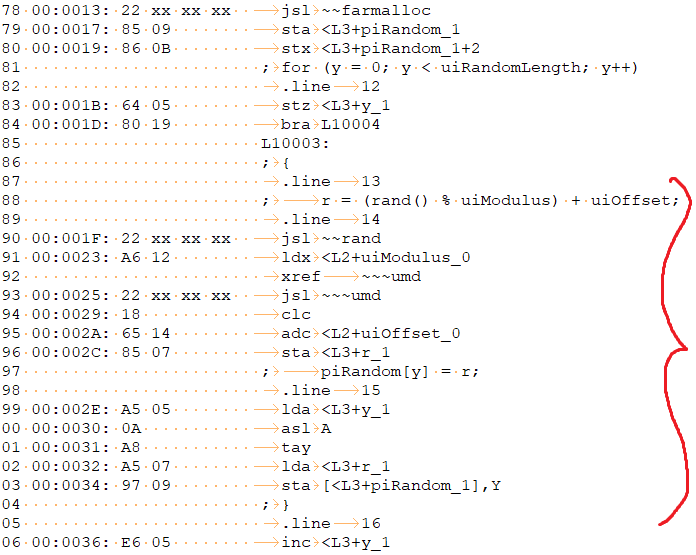 78 00:0013: 22 xx xx xx jsl ~~farmalloc
79 00:0017: 85 09 sta <L3+piRandom_1
80 00:0019: 86 0B stx <L3+piRandom_1+2
81 ; for (y = 0; y < uiRandomLength; y++)
82 .line 12
83 00:001B: 64 05 stz <L3+y_1
84 00:001D: 80 19 bra L10004
85 L10003:
86 ; {
87 .line 13
88 ; r = (rand() % uiModulus) + uiOffset;
89 .line 14
90 00:001F: 22 xx xx xx jsl ~~rand
91 00:0023: A6 12 ldx <L2+uiModulus_0
92 xref ~~~umd
93 00:0025: 22 xx xx xx jsl ~~~umd
94 00:0029: 18 clc
95 00:002A: 65 14 adc <L2+uiOffset_0
96 00:002C: 85 07 sta <L3+r_1
97 ; piRandom[y] = r;
98 .line 15
99 00:002E: A5 05 lda <L3+y_1
00 00:0030: 0A asl A
01 00:0031: A8 tay
02 00:0032: A5 07 lda <L3+r_1
03 00:0034: 97 09 sta [<L3+piRandom_1],Y
04 ; }
05 .line 16
06 00:0036: E6 05 inc <L3+y_1